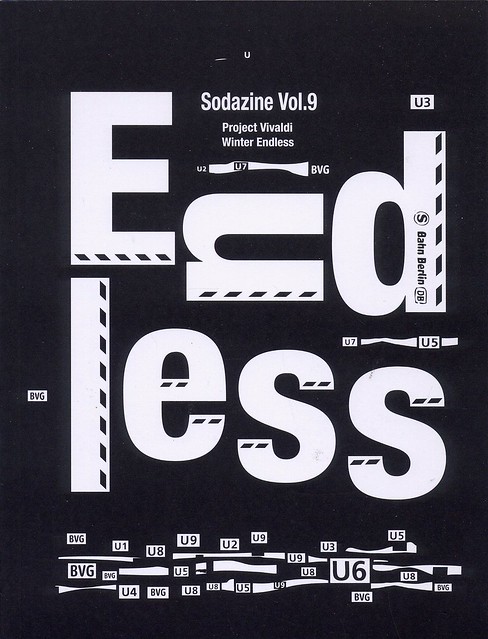 U
Sodazine Vol.9
U3
Project Vivaldi
Winter Endless
U2 U7 BVG
End
S Bahn Berlin DB
U7 U5
less
BVG
BVG U1 U8 U9 U2 U9 U3 U5
BVG BVG U5 U8 U9 U6 U8
U4 BVG U8 U8 U5 U9 BVG BVG